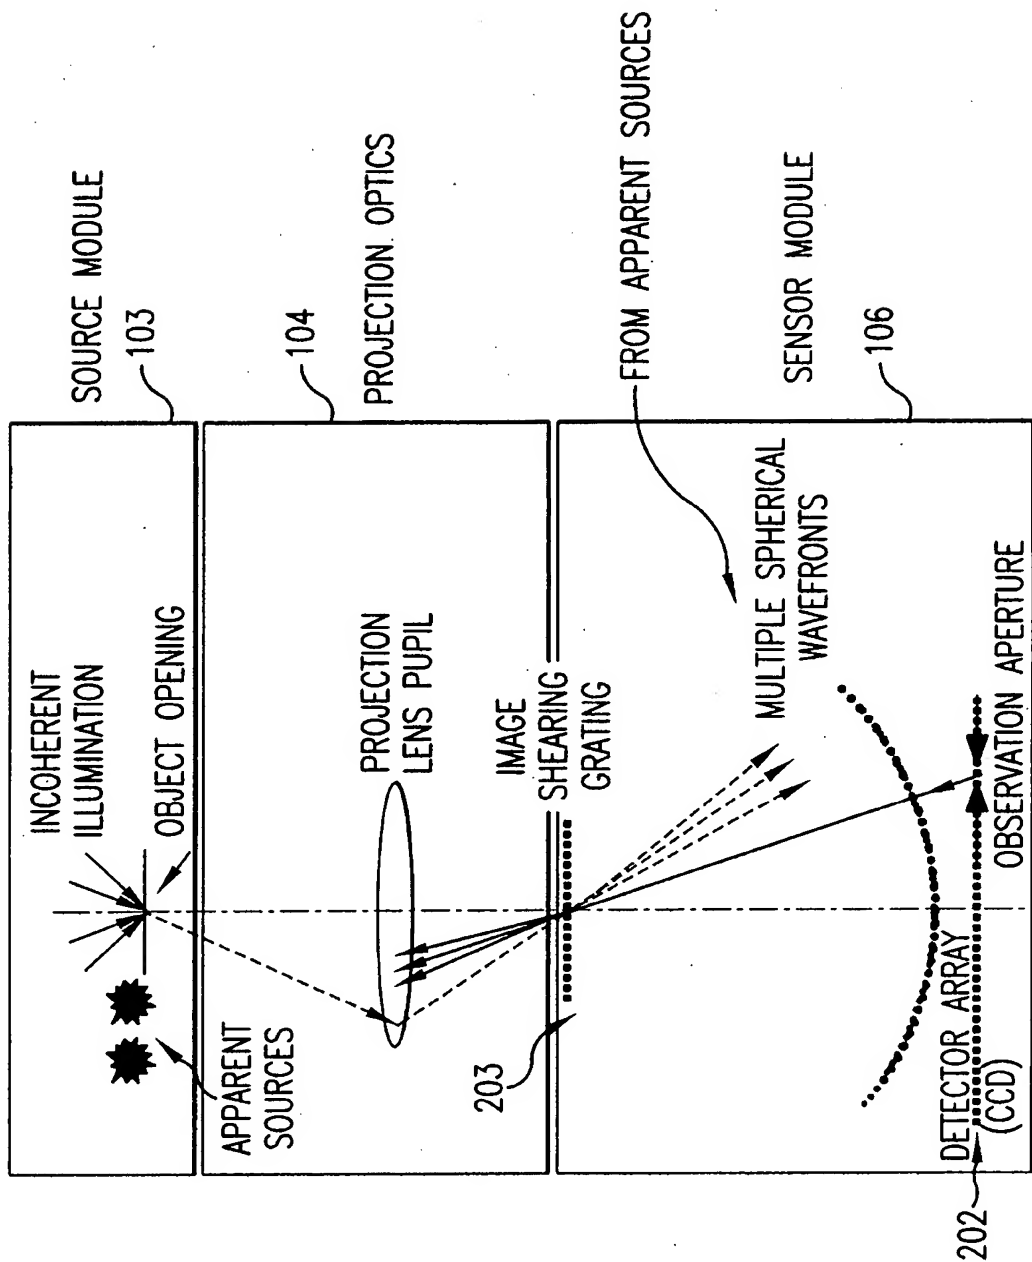 SOURCE MODULE
103
INCOHERENT
ILLUMINATION
OBJECT OPENING
APPARENT
SOURCES
104
PROJECTION. OPTICS
PROJECTION
LENS PUPIL
IMAGE
SHEARING
GRATING
203
FROM APPARENT SOURCES
MULTIPLE SPHERICAL
WAVEFRONTS
SENSOR MODULE
106
DETECTOR ARRAY
(CCD)
OBSERVATION APERTURE
202